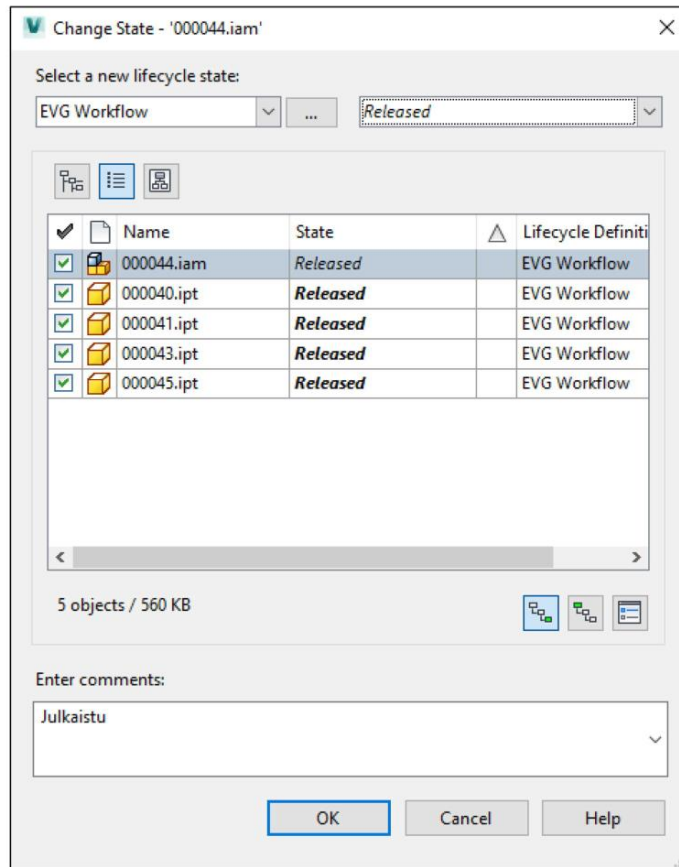 Change State - '000044.iam'
Select a new lifecycle state:
EVG Workflow ... Released
Name State Lifecycle Definiti
000044.iam Released EVG Workflow
000040.ipt Released EVG Workflow
000041.ipt Released EVG Workflow
000043.ipt Released EVG Workflow
000045.ipt Released EVG Workflow
5 objects / 560 KB
Enter comments:
Julkaistu
OK Cancel Help